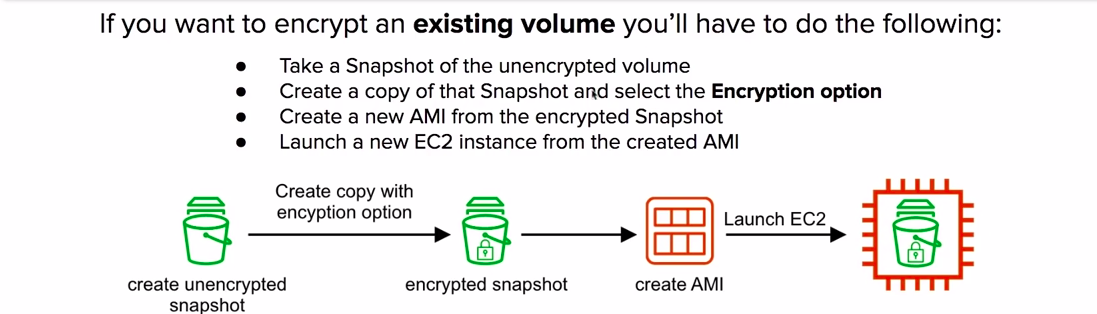 If you want to encrypt an existing volume you'll have to do the following:
● Take a Snapshot of the unencrypted volume
● Create a copy of that Snapshot and select the Encryption option
● Create a new AMI from the encrypted Snapshot
● Launch a new EC2 instance from the created AMI
Create copy with
encyption option
Launch EC2
create unencrypted
snapshot
encrypted snapshot
create AMI